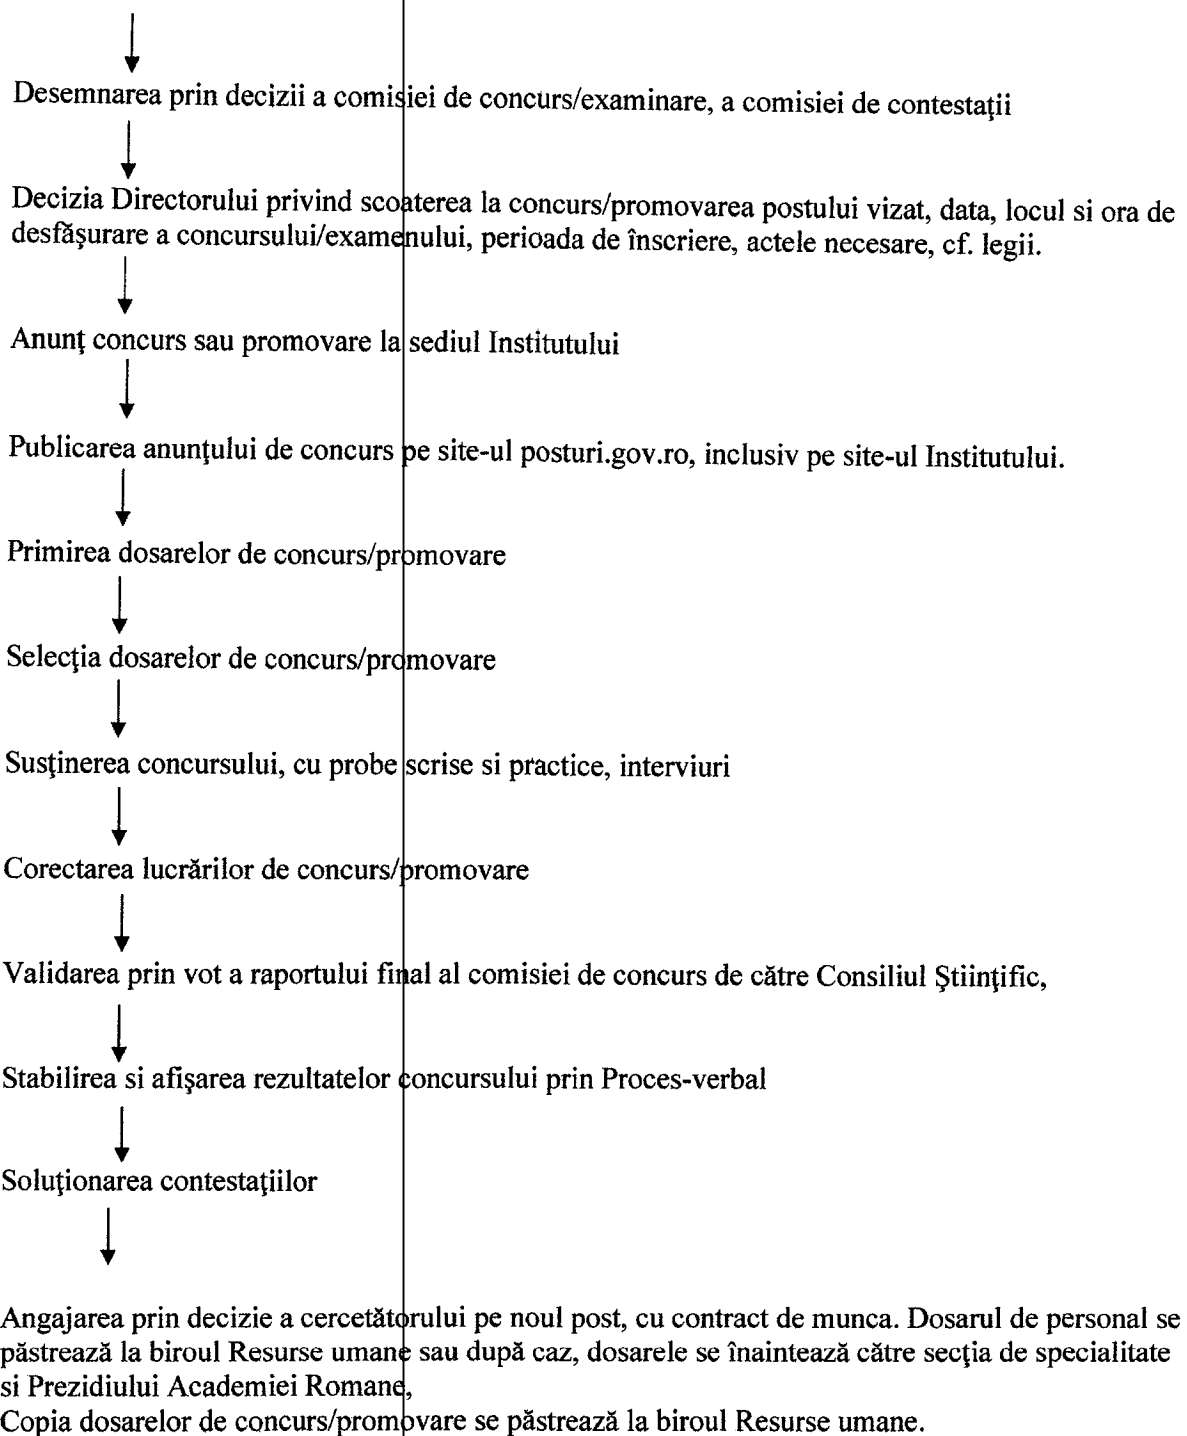 Desemnarea prin decizii a comisiei de concurs/examinare, a comisiei de contestaţii
Decizia Directorului privind scoaterea la concurs/promovarea postului vizat, data, locul si ora de
desfăşurare a concursului/examenului, perioada de înscriere, actele necesare, cf. legii.
Anunţ concurs sau promovare la sediul Institutului
Publicarea anunţului de concurs pe site-ul posturi.gov.ro, inclusiv pe site-ul Institutului.
Primirea dosarelor de concurs/promovare
Selecţia dosarelor de concurs/promovare
Susţinerea concursului, cu probe scrise si practice, interviuri
Corectarea lucrărilor de concurs/promovare
Validarea prin vot a raportului final al comisiei de concurs de către Consiliul Ştiinţific,
Stabilirea si afişarea rezultatelor concursului prin Proces-verbal
Soluţionarea contestaţiilor
Angajarea prin decizie a cercetătorului pe noul post, cu contract de munca. Dosarul de personal se
păstrează la biroul Resurse umane sau după caz, dosarele se înaintează către secţia de specialitate
si Prezidiului Academiei Romane,
Copia dosarelor de concurs/promovare se păstrează la biroul Resurse umane.